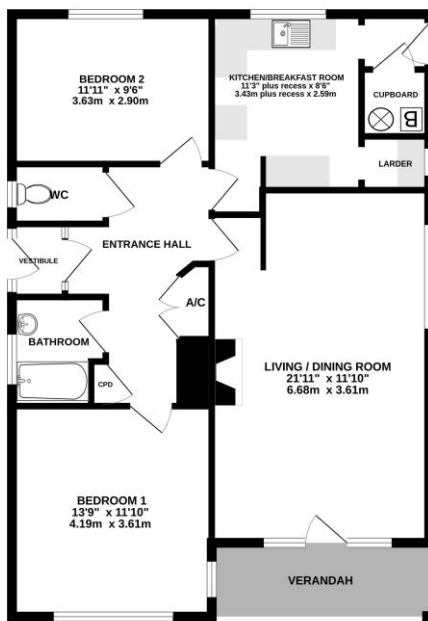 BEDROOM 2
11'11" x 9'6"
3.63m x 2.90m
KITCHEN/BREAKFAST ROOM
11'3" plus recess x 8'6"
3.43m plus recess x 2.59m
CUPBOARD
B
LARDER
WC
ENTRANCE HALL
VESTIBULE
A/C
BATHROOM
CPD
LIVING / DINING ROOM
21'11" x 11'10"
6.68m x 3.61m
BEDROOM 1
13'9" x 11'10"
4.19m x 3.61m
VERANDAH